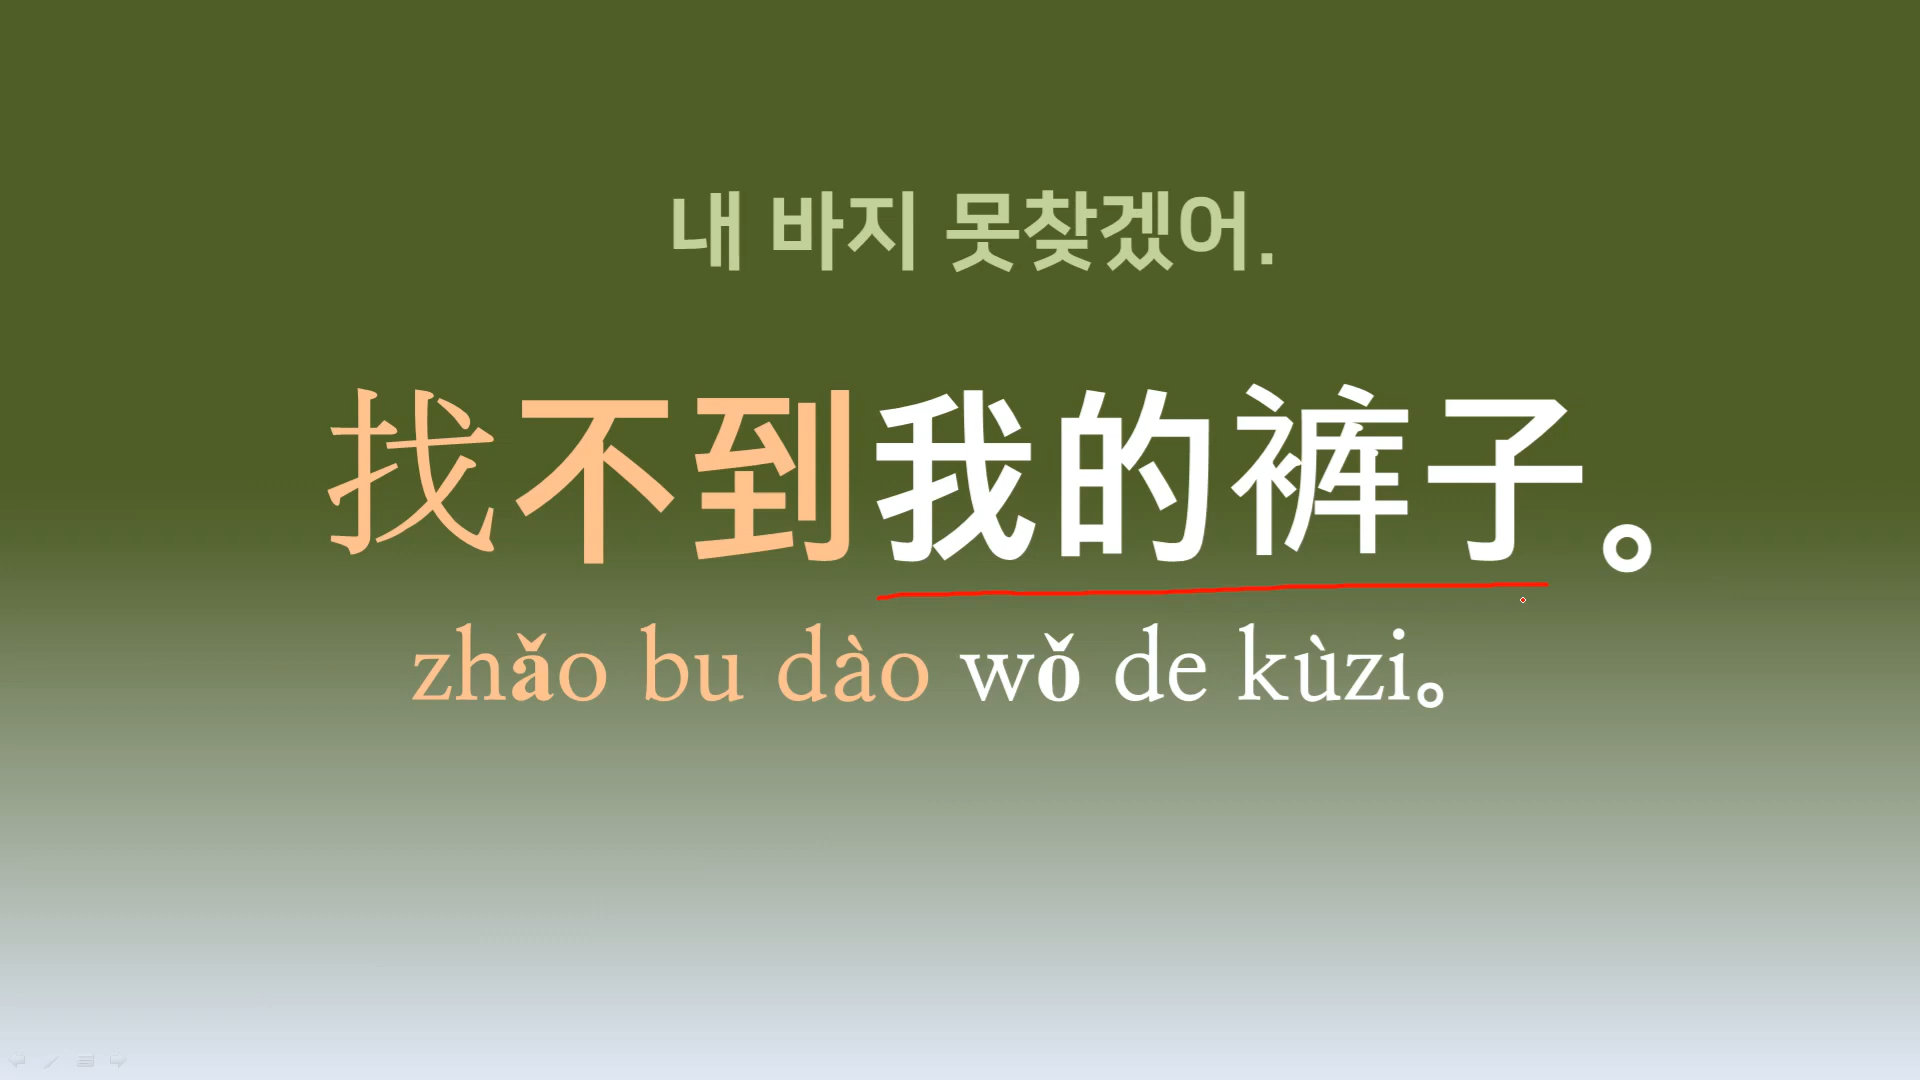 내 바지 못찾겠어.
找不到我的裤子。
zhǎo bu dào wǒ de kùzi。